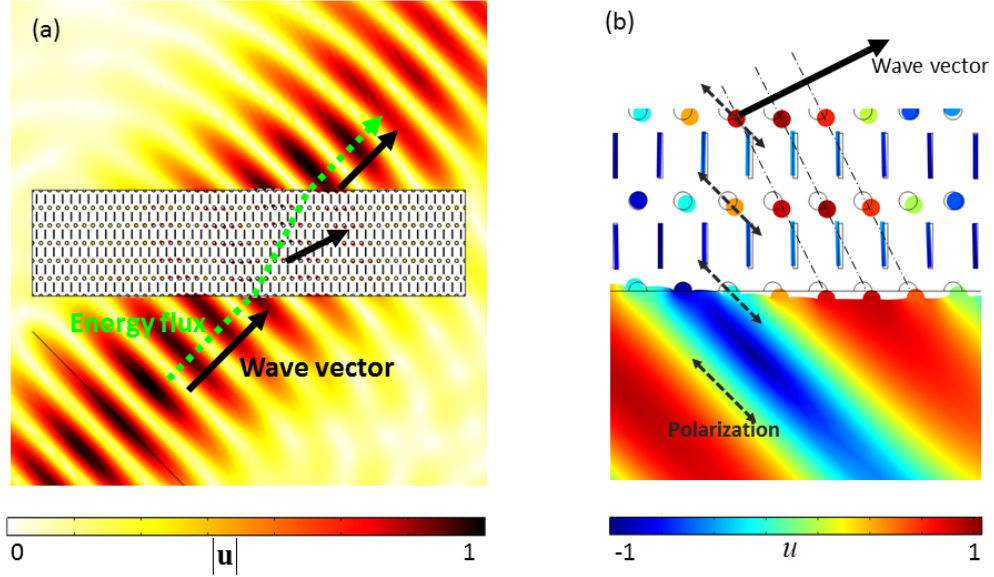 (a)
Energy flux
Wave vector
0
|u|
1
(b)
Wave vector
Polarization
-1
u
1